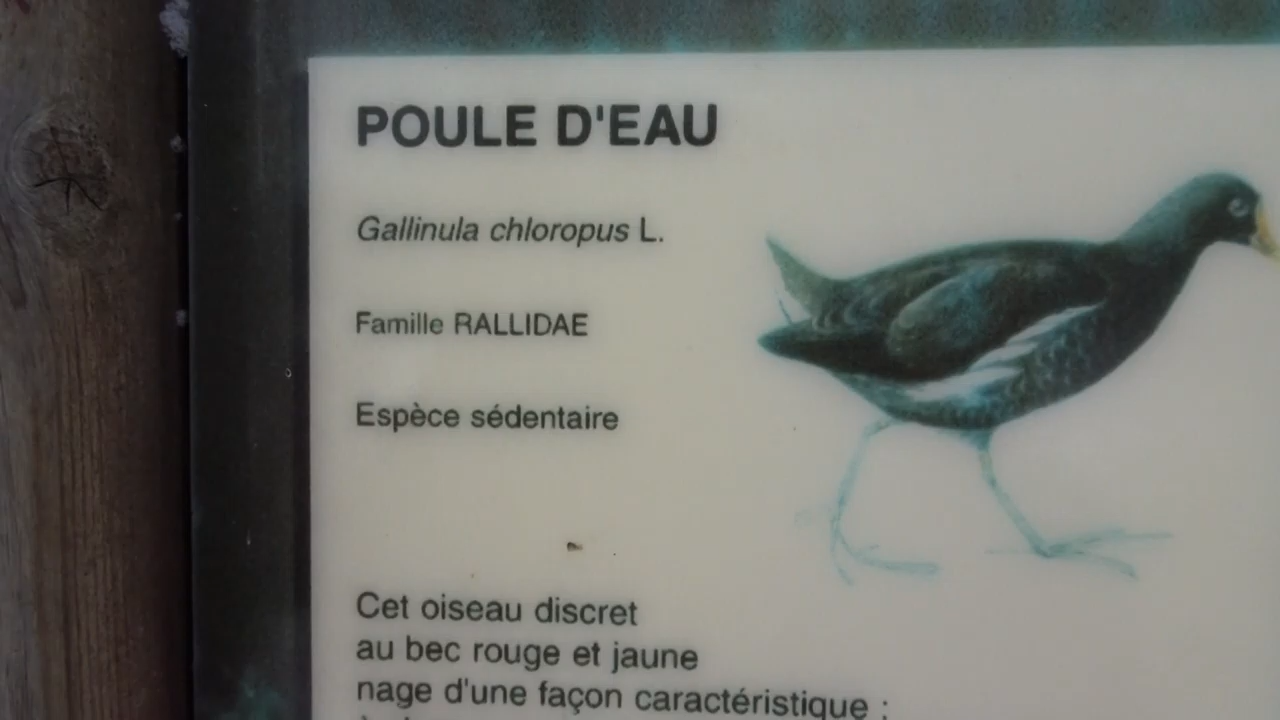 POULE D'EAU
Gallinula chloropus L.
Famille RALLIDAE
Espèce sédentaire
Cet oiseau discret
au bec rouge et jaune
nage d'une façon caractéristique :